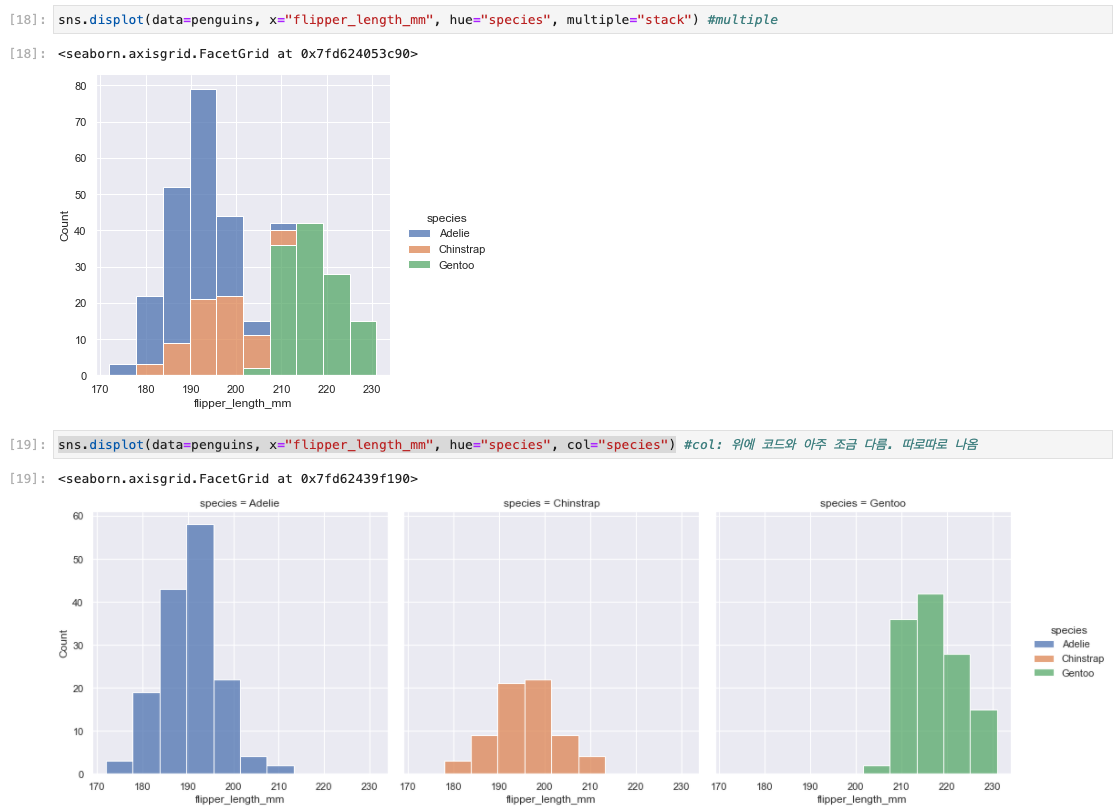 [18]: sns.displot(data=penguins, x="flipper_length_mm", hue="species", multiple="stack") #multiple
[18]: <seaborn.axisgrid.FacetGrid at 0x7fd624053c90>
80
70
60
50
40
30
20
10
0
Count
170 180 190 200 210 220 230
flipper_length_mm
species
Adelie
Chinstrap
Gentoo
[19]: sns.displot(data=penguins, x="flipper_length_mm", hue="species", col="species") #col: 위에 코드와 아주 조금 다름. 따로따로 나옴
[19]: <seaborn.axisgrid.FacetGrid at 0x7fd62439f190>
species = Adelie
species = Chinstrap
species = Gentoo
60
50
40
30
20
10
0
Count
170 180 190 200 210 220 230
flipper_length_mm
170 180 190 200 210 220 230
flipper_length_mm
170 180 190 200 210 220 230
flipper_length_mm
species
Adelie
Chinstrap
Gentoo